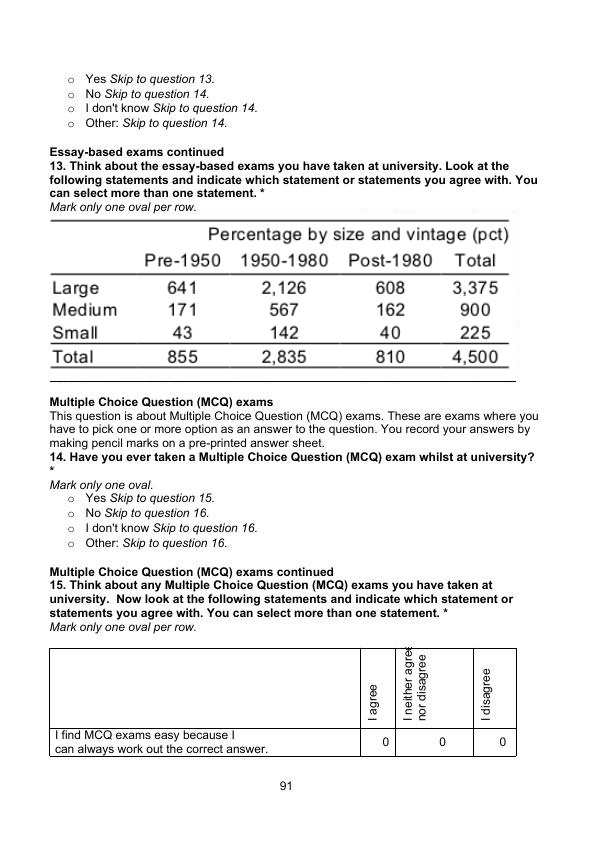 o Yes Skip to question 13.
o No Skip to question 14.
o I don't know Skip to question 14.
o Other: Skip to question 14.
Essay-based exams continued
13. Think about the essay-based exams you have taken at university. Look at the
following statements and indicate which statement or statements you agree with. You
can select more than one statement. *
Mark only one oval per row.
Percentage by size and vintage (pct)
Pre-1950 1950-1980 Post-1980 Total
Large 641 2,126 608 3,375
Medium 171 567 162 900
Small 43 142 40 225
Total 855 2,835 810 4,500
Multiple Choice Question (MCQ) exams
This question is about Multiple Choice Question (MCQ) exams. These are exams where you
have to pick one or more option as an answer to the question. You record your answers by
making pencil marks on a pre-printed answer sheet.
14. Have you ever taken a Multiple Choice Question (MCQ) exam whilst at university?
*
Mark only one oval.
o Yes Skip to question 15.
o No Skip to question 16.
o I don't know Skip to question 16.
o Other: Skip to question 16.
Multiple Choice Question (MCQ) exams continued
15. Think about any Multiple Choice Question (MCQ) exams you have taken at
university. Now look at the following statements and indicate which statement or
statements you agree with. You can select more than one statement. *
Mark only one oval per row.
I agree
I neither agree
nor disagree
I disagree
I find MCQ exams easy because I
can always work out the correct answer.
0 0 0
91